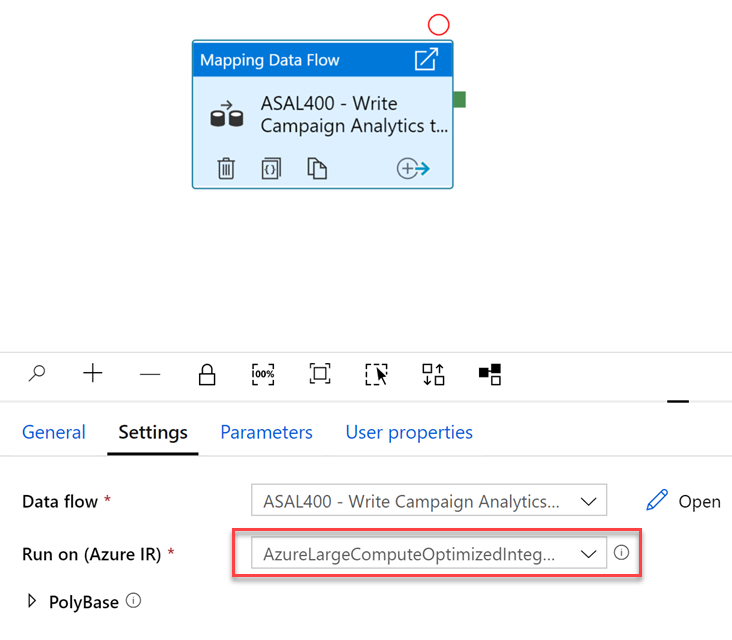 Mapping Data Flow
ASAL400 - Write
Campaign Analytics t...
{}
100%
General Settings Parameters User properties
Data flow * ASAL400 - Write Campaign Analytics... Open
Run on (Azure IR) * AzureLargeComputeOptimizedInteg...
PolyBase